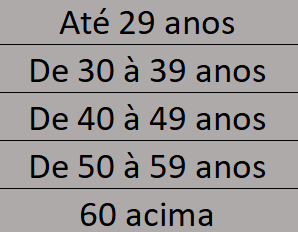 Até 29 anos
De 30 à 39 anos
De 40 à 49 anos
De 50 à 59 anos
60 acima